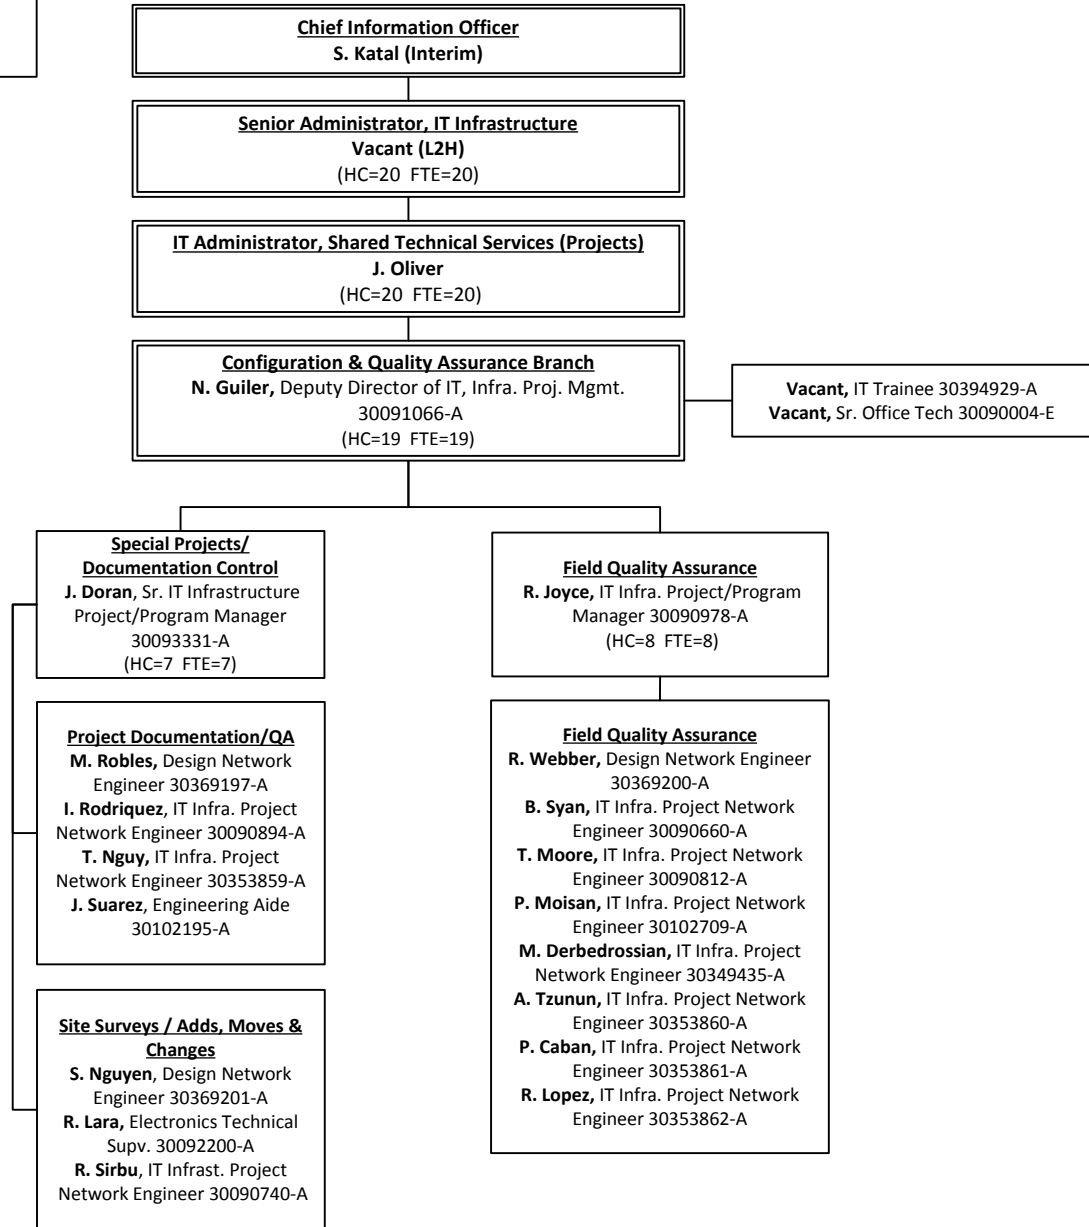 Chief Information Officer
S. Katal (Interim)
Senior Administrator, IT Infrastructure
Vacant (L2H)
(HC=20 FTE=20)
IT Administrator, Shared Technical Services (Projects)
J. Oliver
(HC=20 FTE=20)
Configuration & Quality Assurance Branch
N. Guiler, Deputy Director of IT, Infra. Proj. Mgmt.
30091066-A
(HC=19 FTE=19)
Vacant, IT Trainee 30394929-A
Vacant, Sr. Office Tech 30090004-E
Special Projects/
Documentation Control
J. Doran, Sr. IT Infrastructure
Project/Program Manager
30093331-A
(HC=7 FTE=7)
Project Documentation/QA
M. Robles, Design Network
Engineer 30369197-A
I. Rodriquez, IT Infra. Project
Network Engineer 30090894-A
T. Nguy, IT Infra. Project
Network Engineer 30353859-A
J. Suarez, Engineering Aide
30102195-A
Site Surveys / Adds, Moves &
Changes
S. Nguyen, Design Network
Engineer 30369201-A
R. Lara, Electronics Technical
Supv. 30092200-A
R. Sirbu, IT Infrast. Project
Network Engineer 30090740-A
Field Quality Assurance
R. Joyce, IT Infra. Project/Program
Manager 30090978-A
(HC=8 FTE=8)
Field Quality Assurance
R. Webber, Design Network Engineer
30369200-A
B. Syan, IT Infra. Project Network
Engineer 30090660-A
T. Moore, IT Infra. Project Network
Engineer 30090812-A
P. Moisan, IT Infra. Project Network
Engineer 30102709-A
M. Derbedrossian, IT Infra. Project
Network Engineer 30349435-A
A. Tzunun, IT Infra. Project Network
Engineer 30353860-A
P. Caban, IT Infra. Project Network
Engineer 30353861-A
R. Lopez, IT Infra. Project Network
Engineer 30353862-A